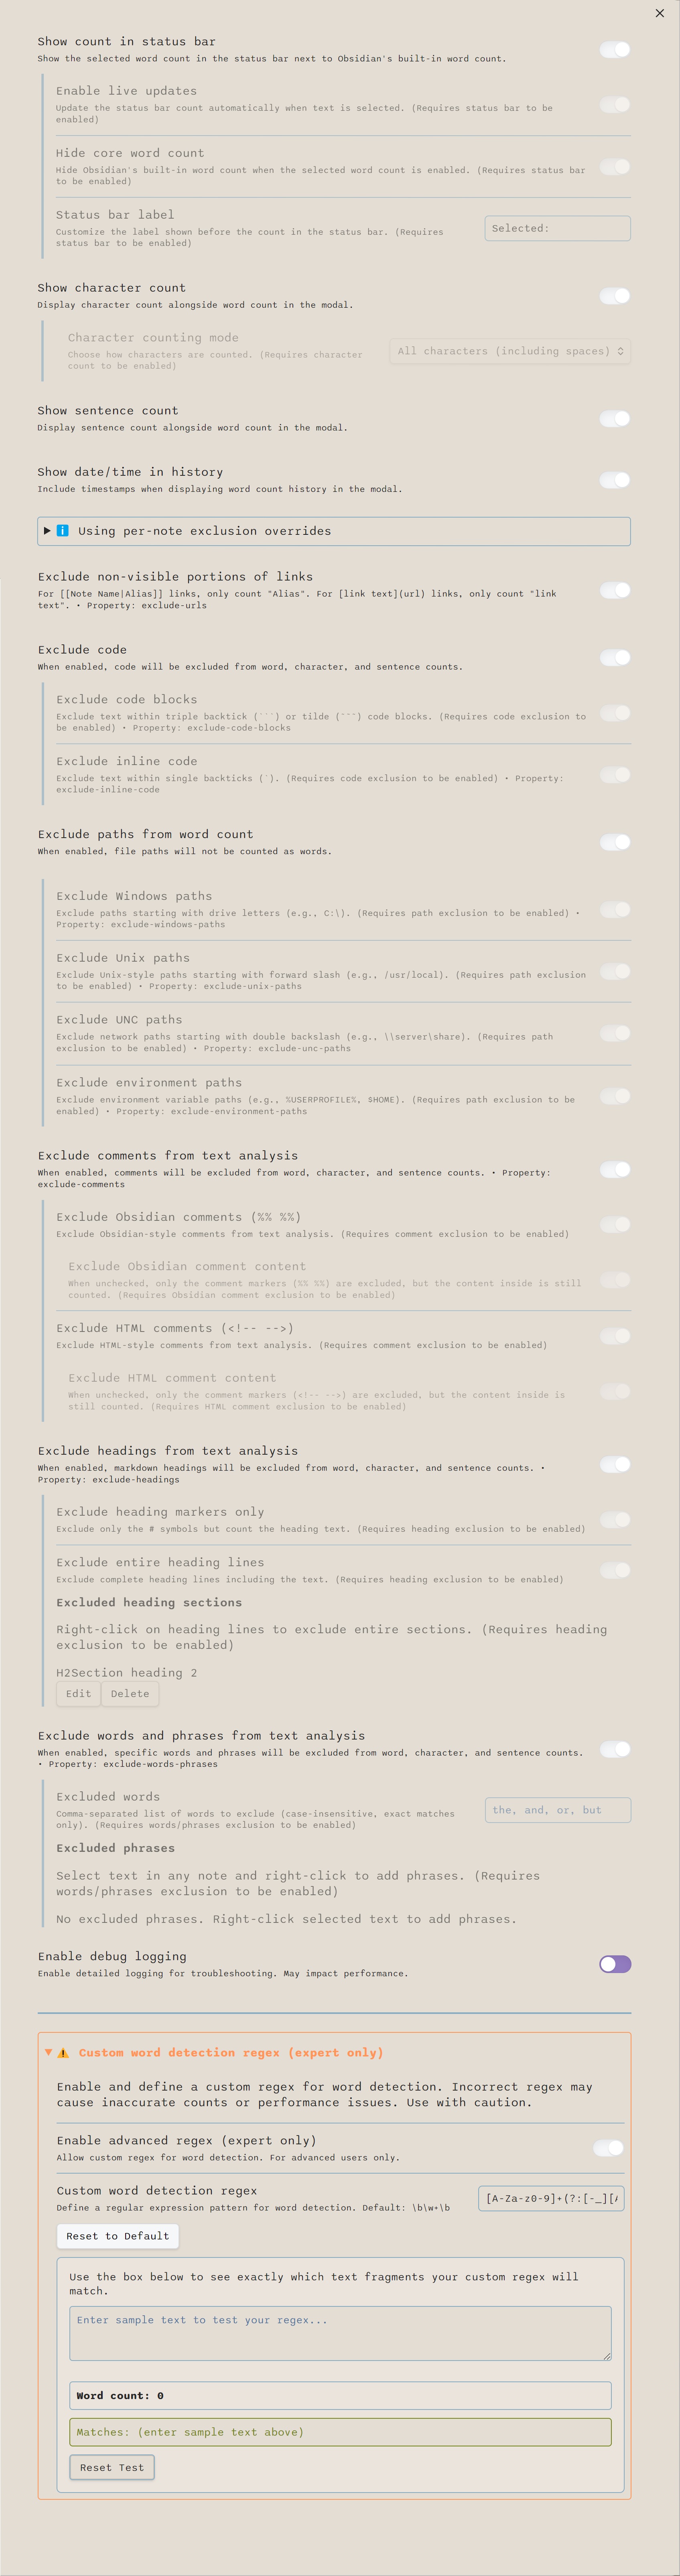 Show count in status bar
Show the selected word count in the status bar next to Obsidian's built-in word count.
Enable live updates
Update the status bar count automatically when text is selected. (Requires status bar to be
enabled)
Hide core word count
Hide Obsidian's built-in word count when the selected word count is enabled. (Requires status bar
to be enabled)
Status bar label
Customize the label shown before the count in the status bar. (Requires
status bar to be enabled)
Selected:
Show character count
Display character count alongside word count in the modal.
Character counting mode
Choose how characters are counted. (Requires character
count to be enabled)
All characters (including spaces)
Show sentence count
Display sentence count alongside word count in the modal.
Show date/time in history
Include timestamps when displaying word count history in the modal.
▶ ℹ️ Using per-note exclusion overrides
Exclude non-visible portions of links
For [[Note Name|Alias]] links, only count "Alias". For [link text](url) links, only count "link
text". • Property: exclude-urls
Exclude code
When enabled, code will be excluded from word, character, and sentence counts.
Exclude code blocks
Exclude text within triple backtick (```) or tilde (~~~) code blocks. (Requires code exclusion to
be enabled) • Property: exclude-code-blocks
Exclude inline code
Exclude text within single backticks (`). (Requires code exclusion to be enabled) • Property:
exclude-inline-code
Exclude paths from word count
When enabled, file paths will not be counted as words.
Exclude Windows paths
Exclude paths starting with drive letters (e.g., C:\). (Requires path exclusion to be enabled) •
Property: exclude-windows-paths
Exclude Unix paths
Exclude Unix-style paths starting with forward slash (e.g., /usr/local). (Requires path exclusion
to be enabled) • Property: exclude-unix-paths
Exclude UNC paths
Exclude network paths starting with double backslash (e.g., \\server\share). (Requires path
exclusion to be enabled) • Property: exclude-unc-paths
Exclude environment paths
Exclude environment variable paths (e.g., %USERPROFILE%, $HOME). (Requires path exclusion to be
enabled) • Property: exclude-environment-paths
Exclude comments from text analysis
When enabled, comments will be excluded from word, character, and sentence counts. • Property:
exclude-comments
Exclude Obsidian comments (%% %%)
Exclude Obsidian-style comments from text analysis. (Requires comment exclusion to be enabled)
Exclude Obsidian comment content
When unchecked, only the comment markers (%% %%) are excluded, but the content inside is still
counted. (Requires Obsidian comment exclusion to be enabled)
Exclude HTML comments (<!-- -->)
Exclude HTML-style comments from text analysis. (Requires comment exclusion to be enabled)
Exclude HTML comment content
When unchecked, only the comment markers (<!-- -->) are excluded, but the content inside is
still counted. (Requires HTML comment exclusion to be enabled)
Exclude headings from text analysis
When enabled, markdown headings will be excluded from word, character, and sentence counts. •
Property: exclude-headings
Exclude heading markers only
Exclude only the # symbols but count the heading text. (Requires heading exclusion to be enabled)
Exclude entire heading lines
Exclude complete heading lines including the text. (Requires heading exclusion to be enabled)
Excluded heading sections
Right-click on heading lines to exclude entire sections. (Requires heading
exclusion to be enabled)
H2Section heading 2
Edit Delete
Exclude words and phrases from text analysis
When enabled, specific words and phrases will be excluded from word, character, and sentence counts.
• Property: exclude-words-phrases
Excluded words
Comma-separated list of words to exclude (case-insensitive, exact matches
only). (Requires words/phrases exclusion to be enabled)
the, and, or, but
Excluded phrases
Select text in any note and right-click to add phrases. (Requires
words/phrases exclusion to be enabled)
No excluded phrases. Right-click selected text to add phrases.
Enable debug logging
Enable detailed logging for troubleshooting. May impact performance.
▼ ⚠️ Custom word detection regex (expert only)
Enable and define a custom regex for word detection. Incorrect regex may
cause inaccurate counts or performance issues. Use with caution.
Enable advanced regex (expert only)
Allow custom regex for word detection. For advanced users only.
Custom word detection regex
Define a regular expression pattern for word detection. Default: \b\w+\b
[A-Za-z0-9]+(?:[-_][
Reset to Default
Use the box below to see exactly which text fragments your custom regex will
match.
Enter sample text to test your regex...
Word count: 0
Matches: (enter sample text above)
Reset Test